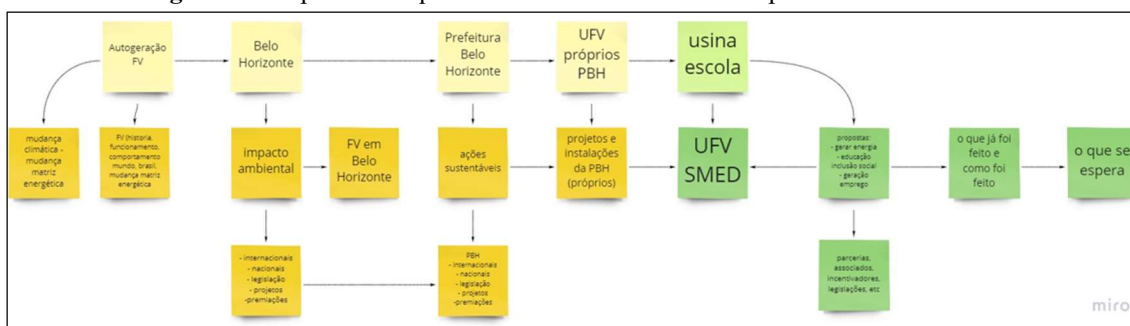 Autogeração
FV
Belo
Horizonte
Prefeitura
Belo
Horizonte
UFV
próprios
PBH
usina
escola
mudança
climática -
mudança
matriz
energética
FV (historia,
funcionamento,
comportamento
mundo, brasil,
mudança matriz
energética
impacto
ambiental
FV em
Belo
Horizonte
ações
sustentáveis
projetos e
instalações
da PBH
(próprios)
UFV
SMED
propostas:
- gerar energia
- educação
inclusão social
- geração
emprego
o que já foi
feito e
como foi
feito
o que se
espera
- internacionais
- nacionais
- legislação
- projetos
-premiações
PBH
- internacionais
- nacionais
- legislação
- projetos
-premiações
parcerias,
associados,
incentivadores,
legislações, etc
miro